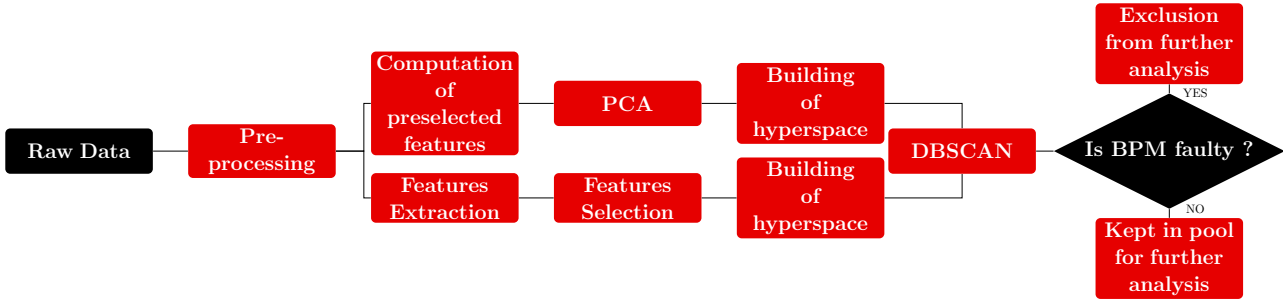 Raw Data
Pre-
processing
Computation
of
preselected
features
PCA
Building
of
hyperspace
Features
Extraction
Features
Selection
Building
of
hyperspace
DBSCAN
Is BPM faulty ?
YES
Exclusion
from further
analysis
NO
Kept in pool
for further
analysis